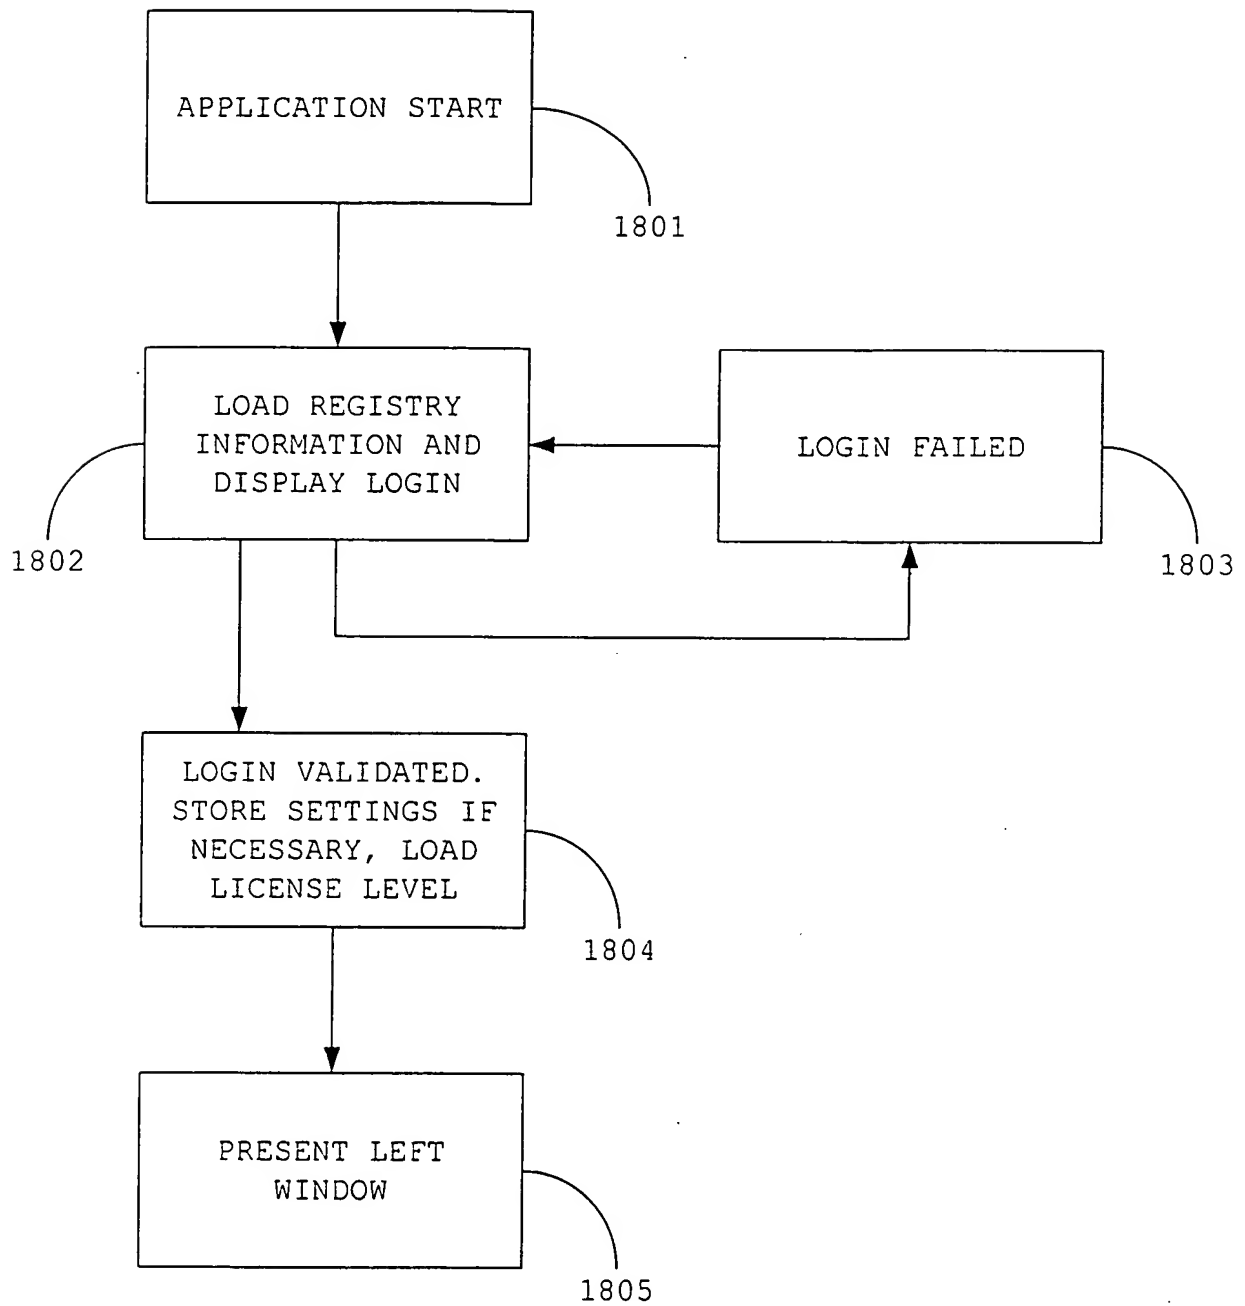 APPLICATION START
1801
LOAD REGISTRY
INFORMATION AND
DISPLAY LOGIN
1802
LOGIN FAILED
1803
LOGIN VALIDATED.
STORE SETTINGS IF
NECESSARY, LOAD
LICENSE LEVEL
1804
PRESENT LEFT
WINDOW
1805